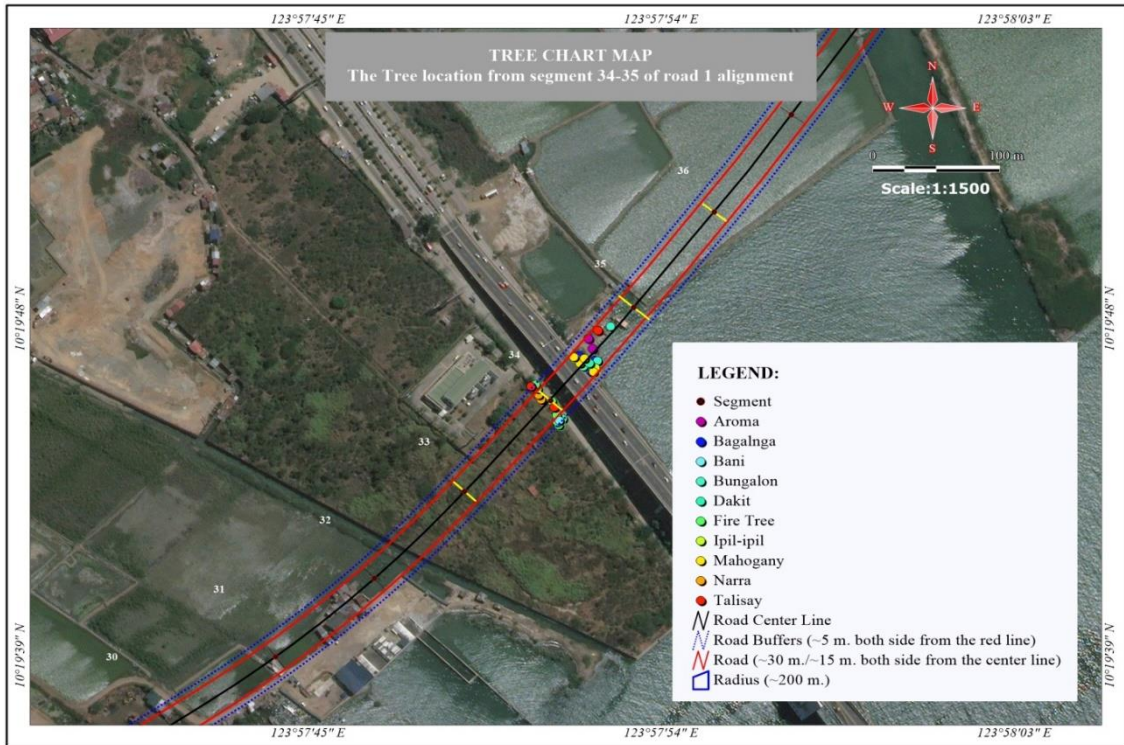 123°57'45" E
123°57'54" E
123°58'03" E
TREE CHART MAP
The Tree location from segment 34-35 of road 1 alignment
N
W
E
S
0
100 m
Scale:1:1500
36
35
34
33
32
31
30
10°19'48" N
10°19'48" N
10°19'39" N
10°19'39" N
LEGEND:
Segment
Aroma
Bagalnga
Bani
Bungalon
Dakit
Fire Tree
Ipil-ipil
Mahogany
Narra
Talisay
Road Center Line
Road Buffers (~5 m. both side from the red line)
Road (~30 m./~15 m. both side from the center line)
Radius (~200 m.)
123°57'45" E
123°57'54" E
123°58'03" E